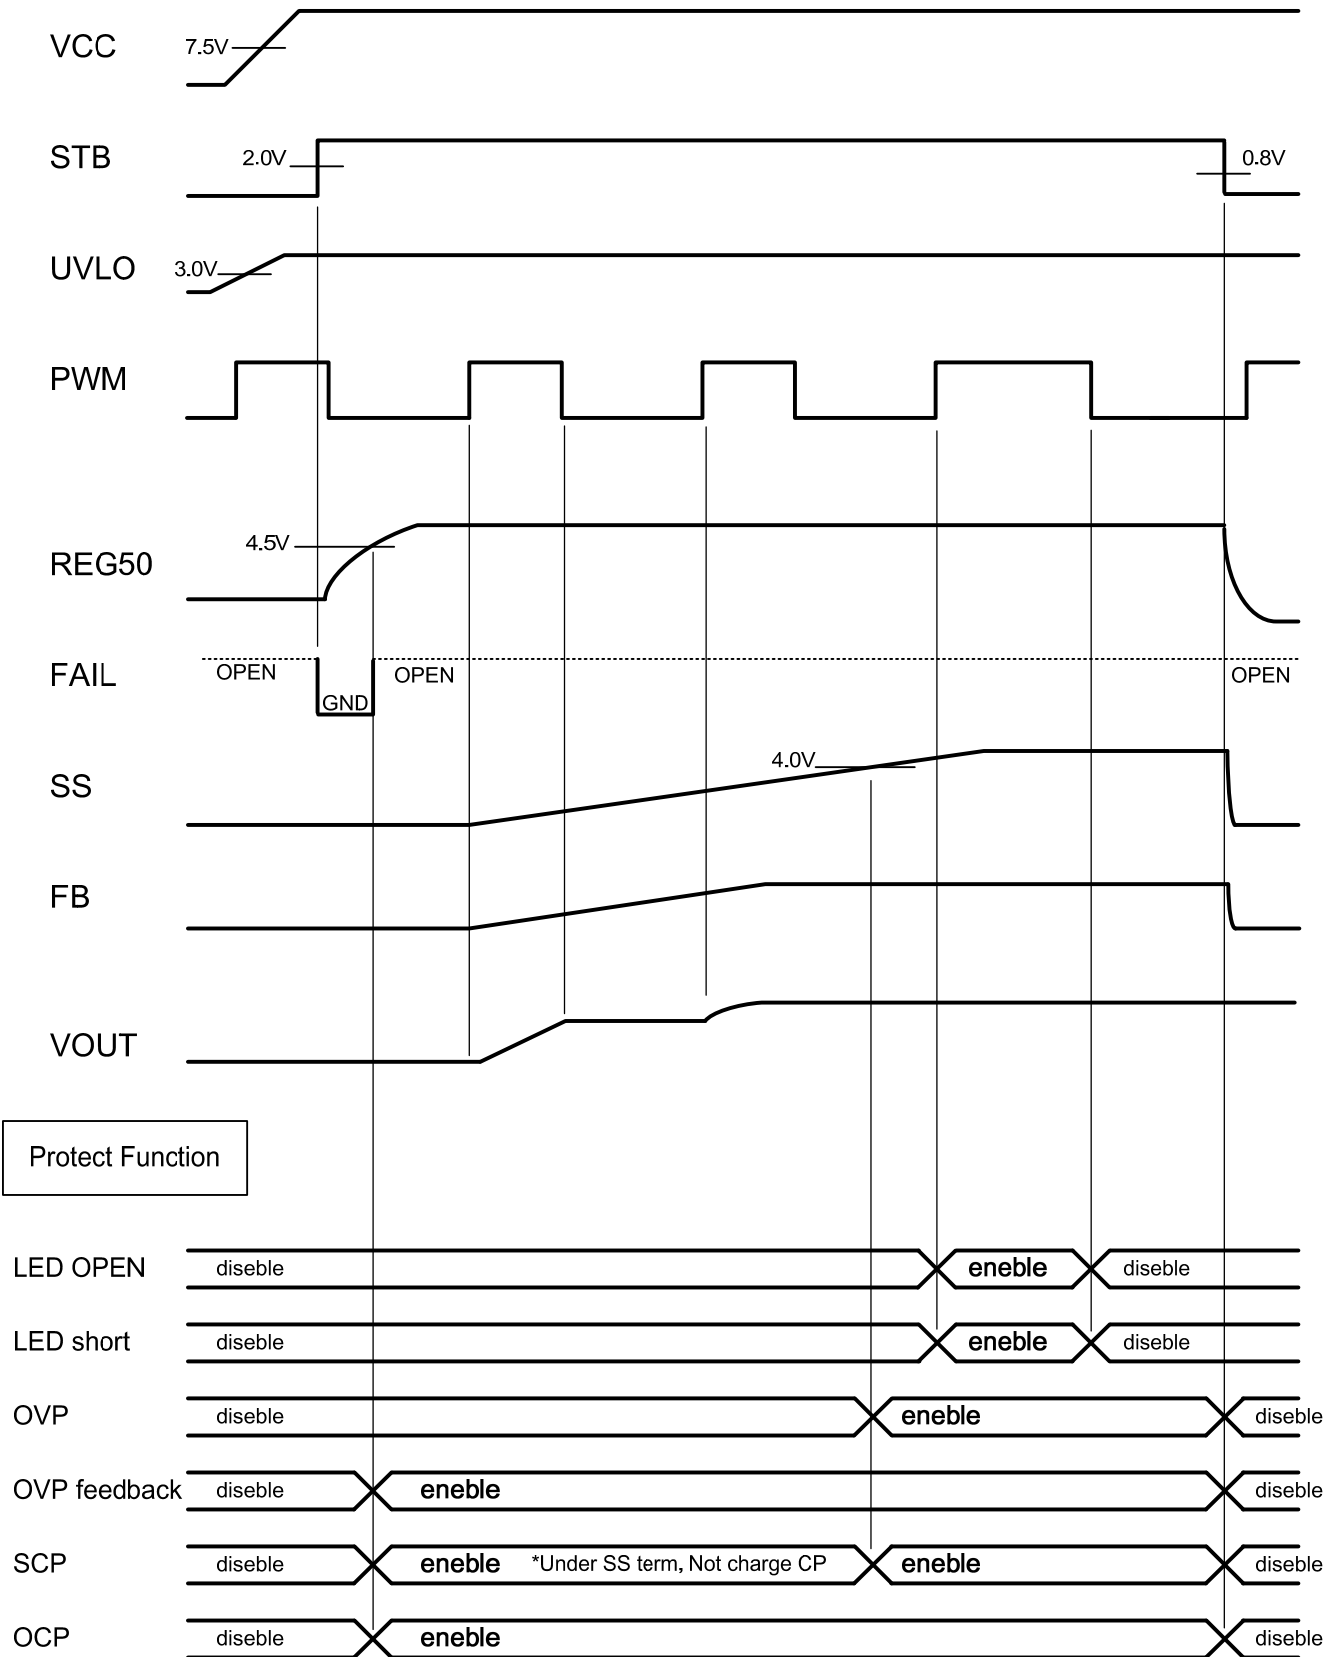 VCC
7.5V
STB
2.0V
0.8V
UVLO
3.0V
PWM
REG50
4.5V
FAIL
OPEN
GND
OPEN
OPEN
SS
4.0V
FB
VOUT
Protect Function
LED OPEN
diseble
eneble
diseble
LED short
diseble
eneble
diseble
OVP
diseble
eneble
diseble
OVP feedback
diseble
eneble
diseble
SCP
diseble
eneble
*Under SS term, Not charge CP
eneble
diseble
OCP
diseble
eneble
diseble